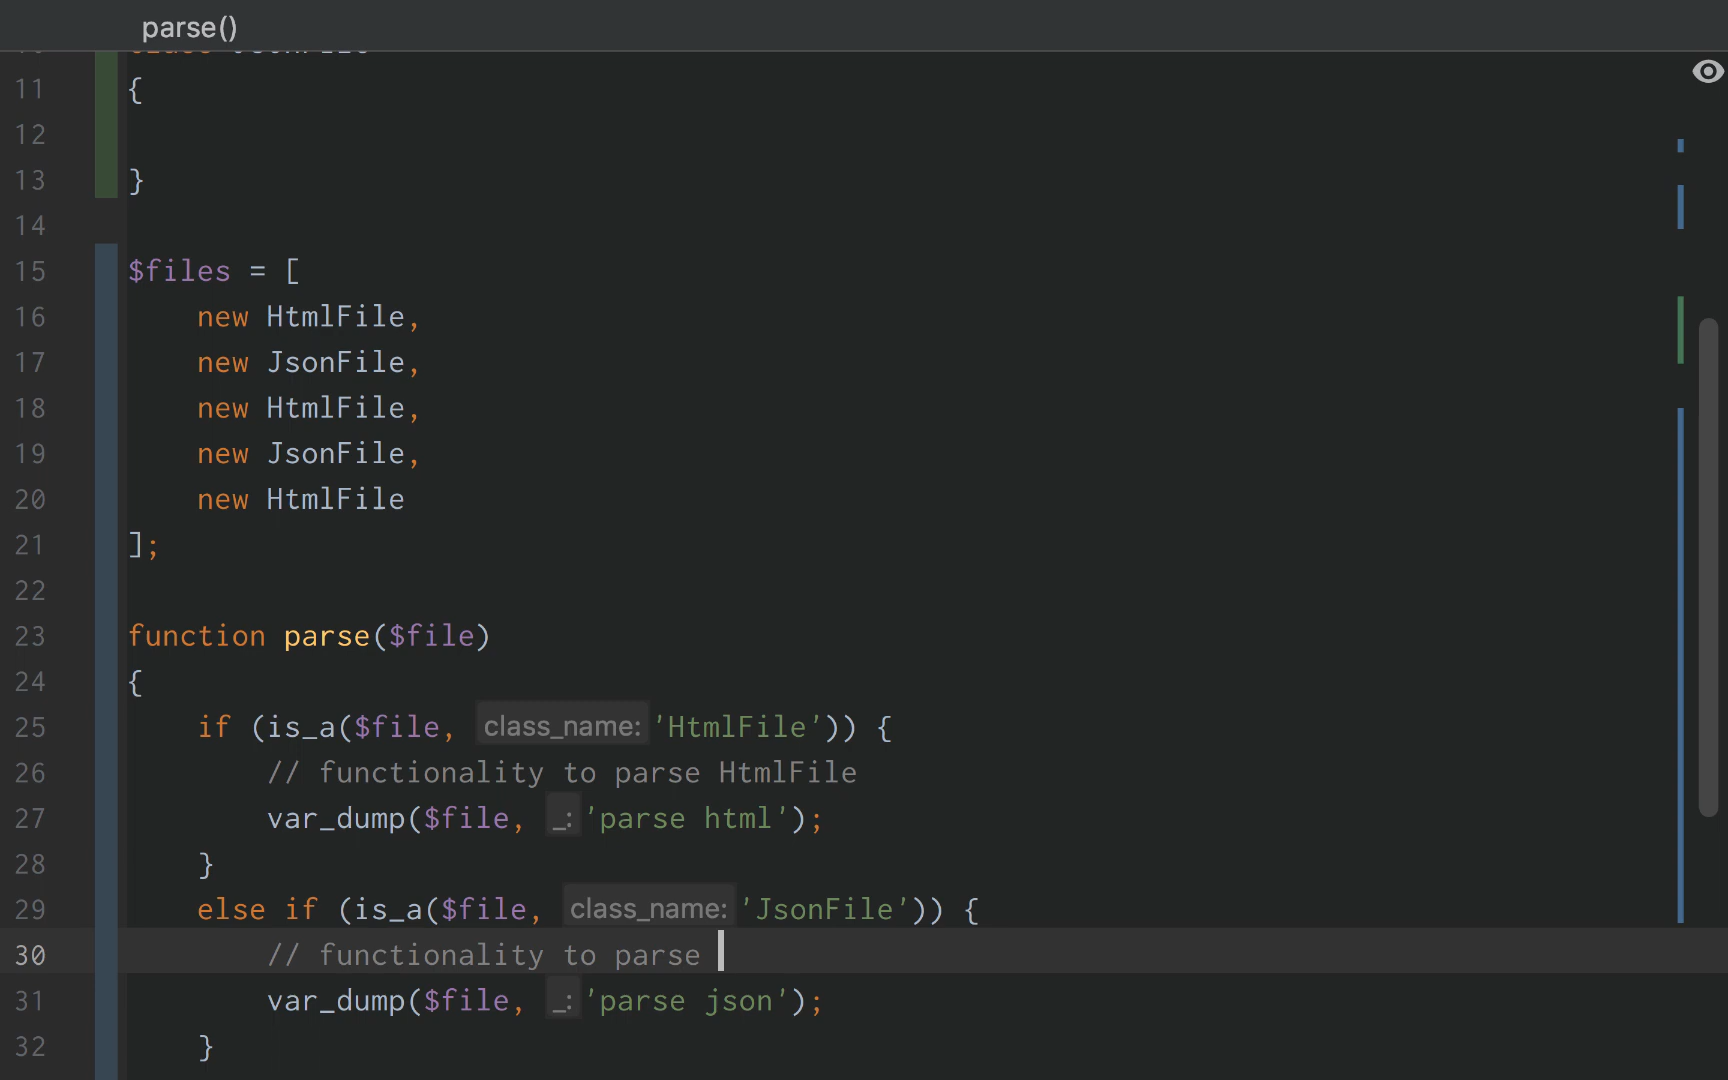 parse()
11 {
12
13 }
14
15 $files = [
16 new HtmlFile,
17 new JsonFile,
18 new HtmlFile,
19 new JsonFile,
20 new HtmlFile
21 ];
22
23 function parse($file)
24 {
25 if (is_a($file, class_name: 'HtmlFile')) {
26 // functionality to parse HtmlFile
27 var_dump($file, _: 'parse html');
28 }
29 else if (is_a($file, class_name: 'JsonFile')) {
30 // functionality to parse
31 var_dump($file, _: 'parse json');
32 }